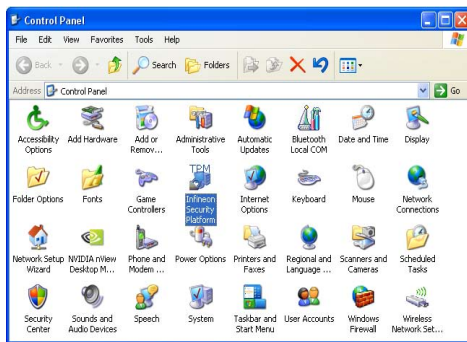 Control Panel
File Edit View Favorites Tools Help
Back Search Folders
Address Control Panel Go
Accessibility Options
Add Hardware
Add or Remov...
Administrative Tools
Automatic Updates
Bluetooth Local COM
Date and Time
Display
Folder Options
Fonts
Game Controllers
TPM
Infineon Security Platform
Internet Options
Keyboard
Mouse
Network Connections
Network Setup Wizard
NVIDIA nView Desktop M...
Phone and Modem ...
Power Options
Printers and Faxes
Regional and Language ...
Scanners and Cameras
Scheduled Tasks
Security Center
Sounds and Audio Devices
Speech
System
Taskbar and Start Menu
User Accounts
Windows Firewall
Wireless Network Set...